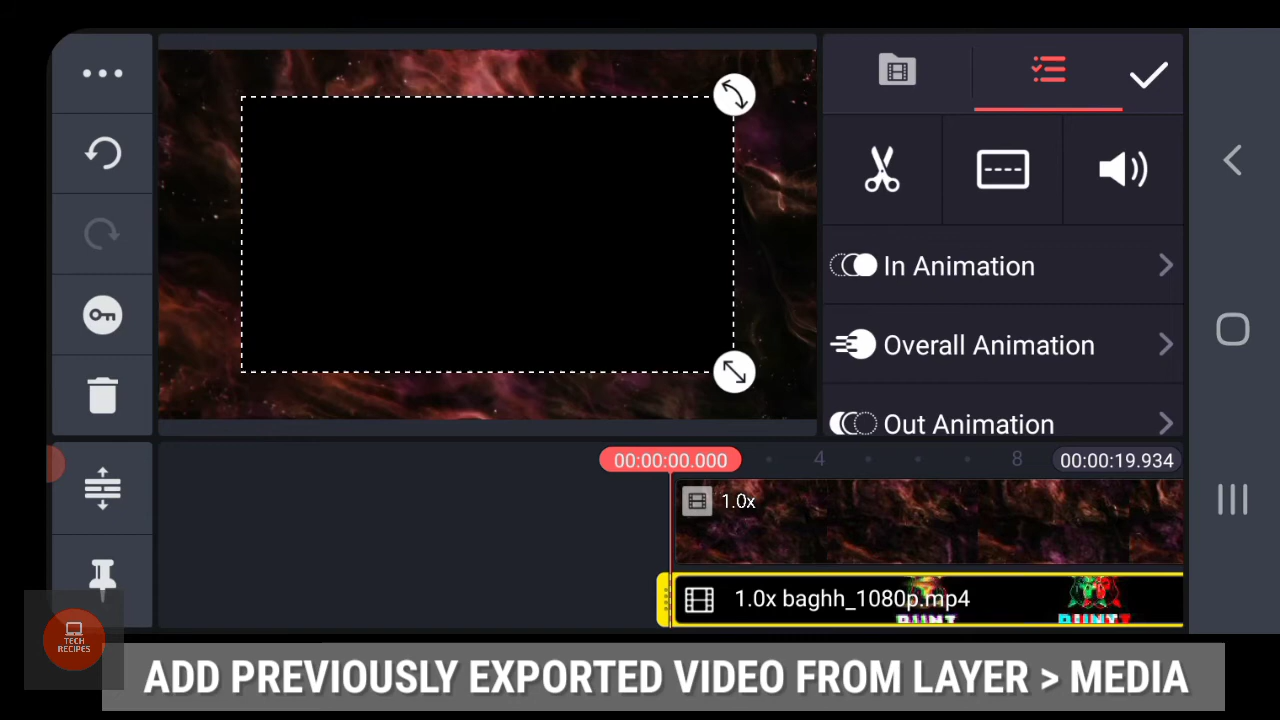 In Animation
Overall Animation
Out Animation
00:00:00.000
4
8
00:00:19.934
1.0x
1.0x baghh_1080p.mp4
TECH
RECIPES
ADD PREVIOUSLY EXPORTED VIDEO FROM LAYER > MEDIA